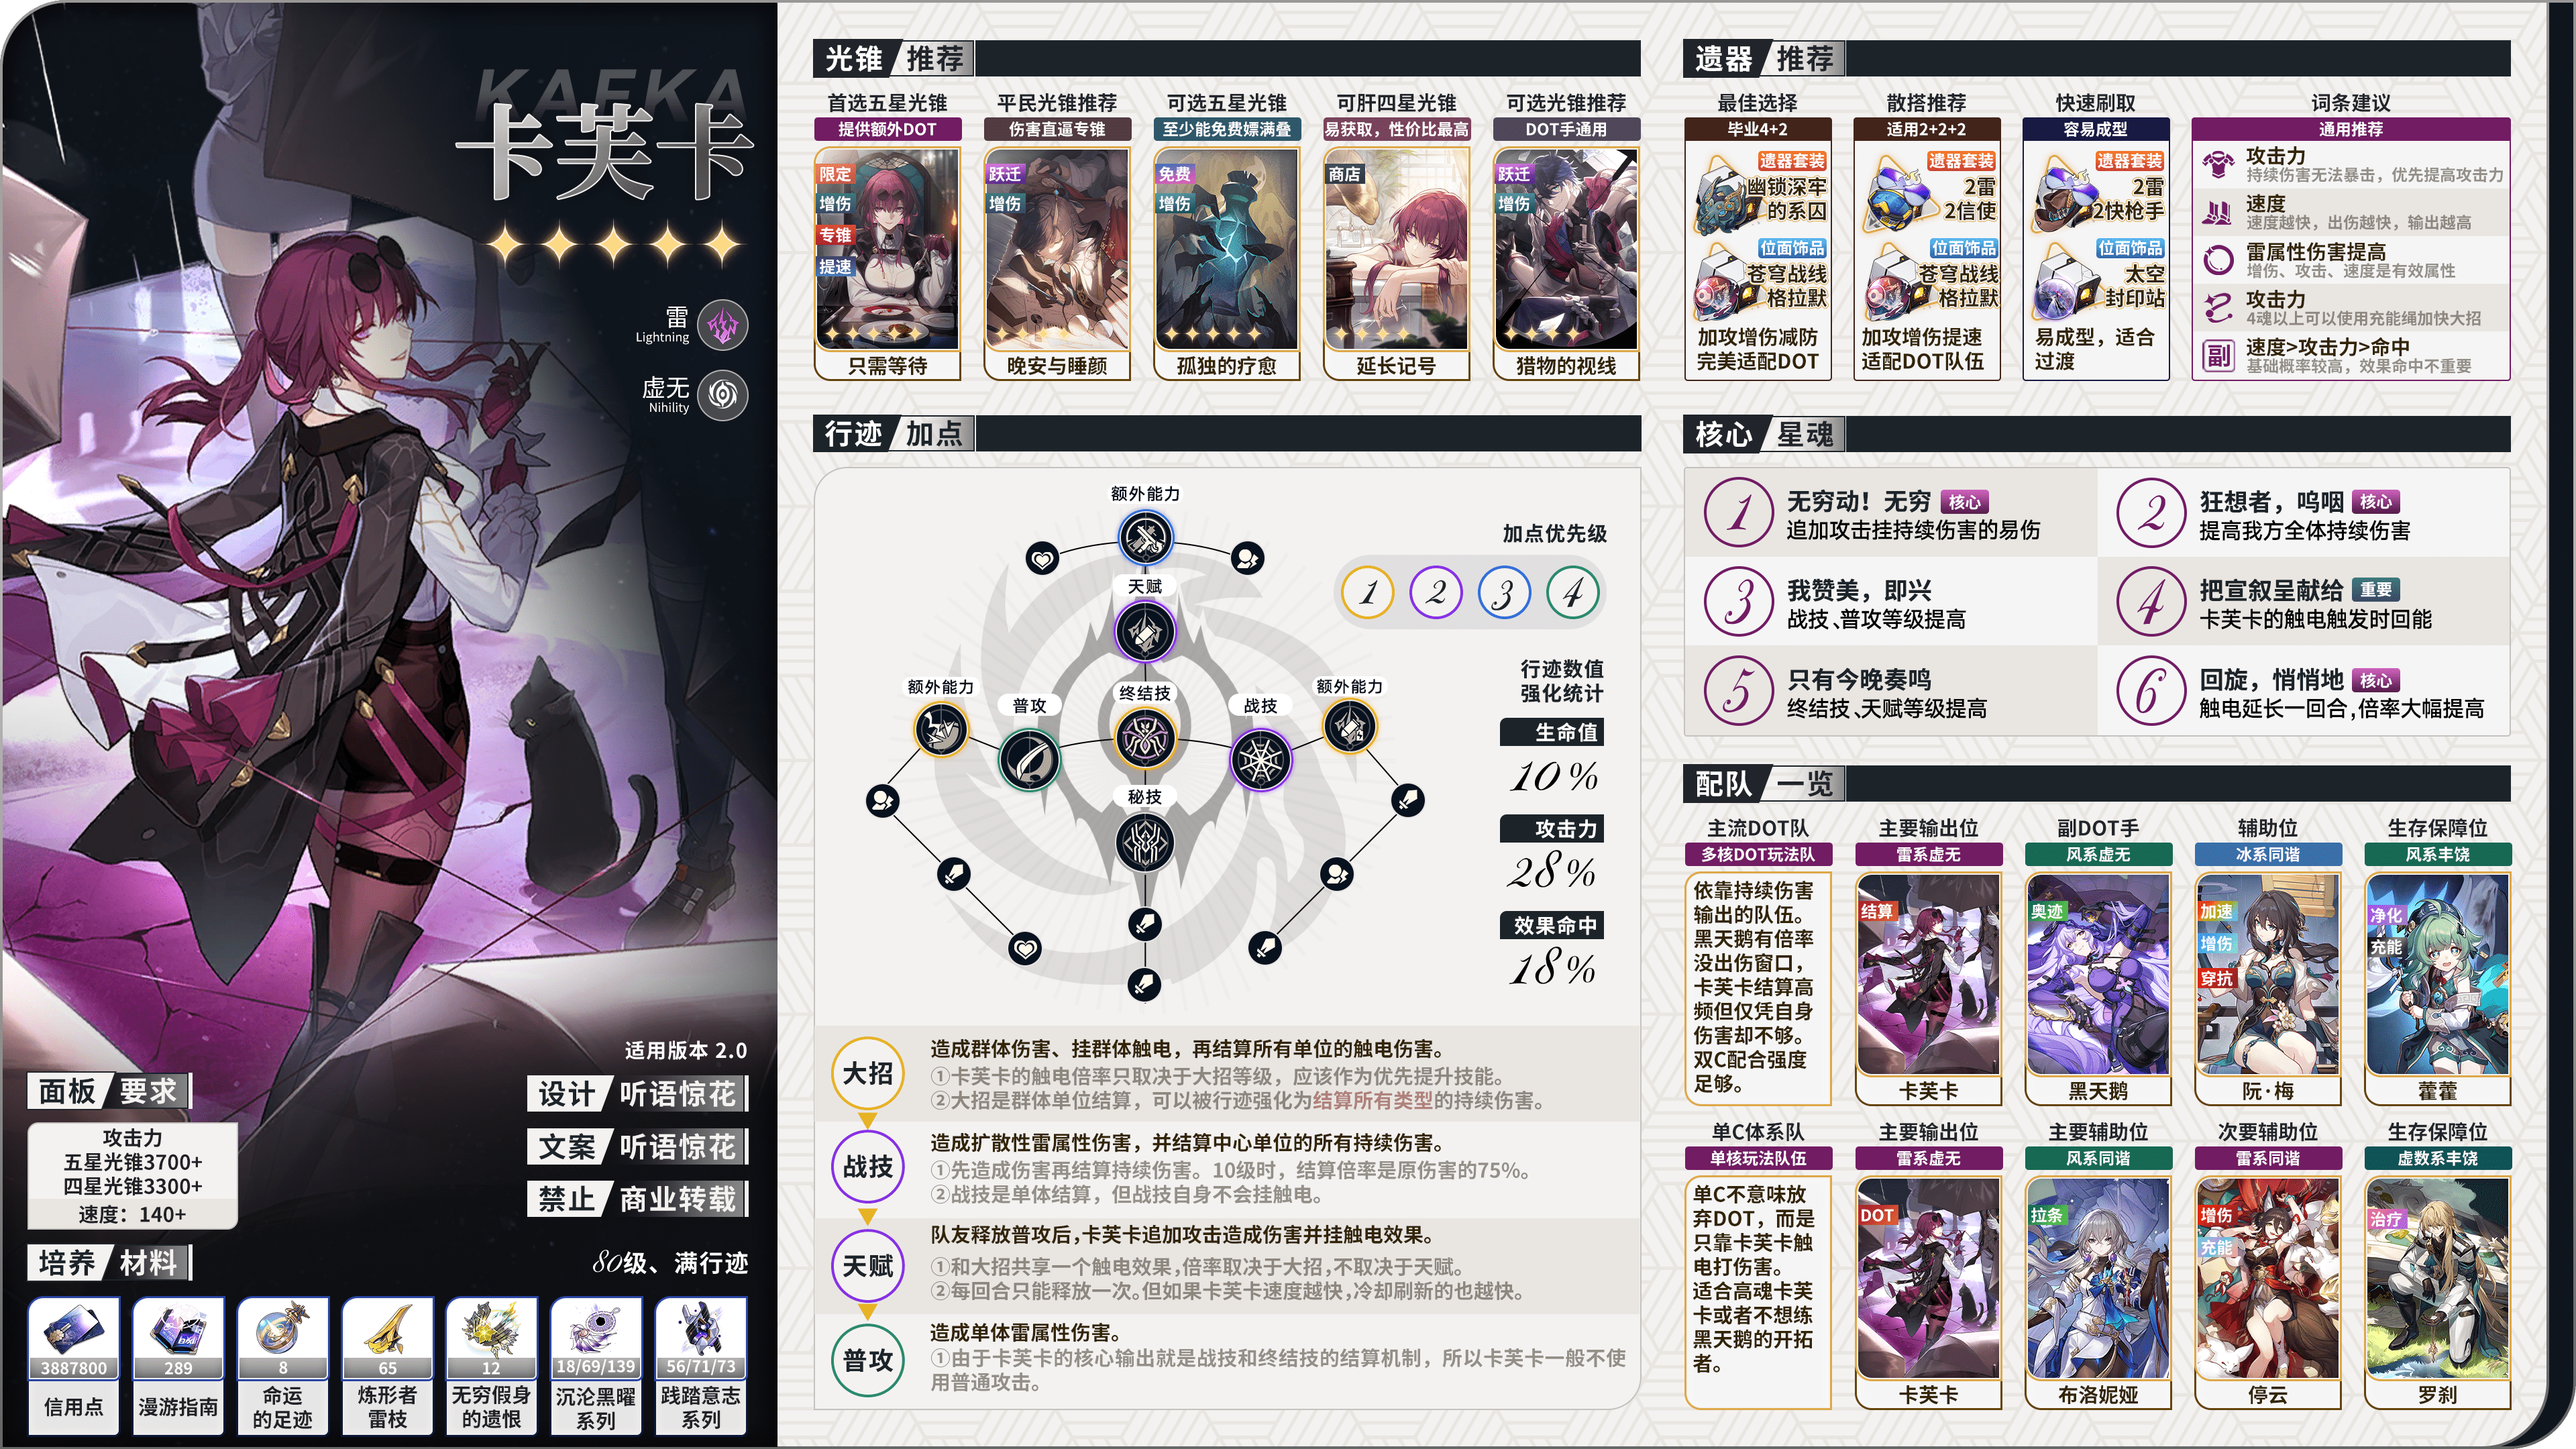 KAFKA
卡芙卡
雷
Lightning
虚无
Nihility
适用版本 2.0
面板 要求
攻击力
五星光锥3700+
四星光锥3300+
速度：140+
设计 听语惊花
文案 听语惊花
禁止 商业转载
培养 材料
80级、满行迹
3887800
信用点
289
漫游指南
8
命运
的足迹
65
炼形者
雷枝
12
无穷假身
的遗恨
18/69/139
沉沦黑曜
系列
56/71/73
践踏意志
系列
光锥 推荐
首选五星光锥
提供额外DOT
限定
增伤
专锥
提速
只需等待
平民光锥推荐
伤害直逼专锥
跃迁
增伤
晚安与睡颜
可选五星光锥
至少能免费嫖满叠
免费
增伤
孤独的疗愈
可肝四星光锥
易获取，性价比最高
商店
延长记号
可选光锥推荐
DOT手通用
跃迁
增伤
猎物的视线
行迹 加点
额外能力
天赋
额外能力
普攻
终结技
战技
额外能力
秘技
加点优先级
1 2 3 4
行迹数值
强化统计
生命值
10%
攻击力
28%
效果命中
18%
大招
造成群体伤害、挂群体触电，再结算所有单位的触电伤害。
①卡芙卡的触电倍率只取决于大招等级，应该作为优先提升技能。
②大招是群体单位结算，可以被行迹强化为结算所有类型的持续伤害。
战技
造成扩散性雷属性伤害，并结算中心单位的所有持续伤害。
①先造成伤害再结算持续伤害。10级时，结算倍率是原伤害的75%。
②战技是单体结算，但战技自身不会挂触电。
天赋
队友释放普攻后,卡芙卡追加攻击造成伤害并挂触电效果。
①和大招共享一个触电效果,倍率取决于大招,不取决于天赋。
②每回合只能释放一次。但如果卡芙卡速度越快,冷却刷新的也越快。
普攻
造成单体雷属性伤害。
①由于卡芙卡的核心输出就是战技和终结技的结算机制，所以卡芙卡一般不使
用普通攻击。
遗器 推荐
最佳选择
毕业4+2
遗器套装
幽锁深牢
的系囚
位面饰品
苍穹战线
格拉默
加攻增伤减防
完美适配DOT
散搭推荐
适用2+2+2
遗器套装
2雷
2信使
位面饰品
苍穹战线
格拉默
加攻增伤提速
适配DOT队伍
快速刷取
容易成型
遗器套装
2雷
2快枪手
位面饰品
太空
封印站
易成型，适合
过渡
词条建议
通用推荐
攻击力
持续伤害无法暴击，优先提高攻击力
速度
速度越快，出伤越快，输出越高
雷属性伤害提高
增伤、攻击、速度是有效属性
攻击力
4魂以上可以使用充能绳加快大招
副
速度>攻击力>命中
基础概率较高，效果命中不重要
核心 星魂
1
无穷动！无穷 核心
追加攻击挂持续伤害的易伤
2
狂想者，呜咽 核心
提高我方全体持续伤害
3
我赞美，即兴
战技、普攻等级提高
4
把宣叙呈献给 重要
卡芙卡的触电触发时回能
5
只有今晚奏鸣
终结技、天赋等级提高
6
回旋，悄悄地 核心
触电延长一回合,倍率大幅提高
配队 一览
主流DOT队
多核DOT玩法队
依靠持续伤害
输出的队伍。
黑天鹅有倍率
没出伤窗口，
卡芙卡结算高
频但仅凭自身
伤害却不够。
双C配合强度
足够。
主要输出位
雷系虚无
结算
卡芙卡
副DOT手
风系虚无
奥迹
黑天鹅
辅助位
冰系同谐
加速
增伤
穿抗
阮·梅
生存保障位
风系丰饶
净化
充能
藿藿
单C体系队
单核玩法队伍
单C不意味放
弃DOT，而是
只靠卡芙卡触
电打伤害。
适合高魂卡芙
卡或者不想练
黑天鹅的开拓
者。
主要输出位
雷系虚无
DOT
卡芙卡
主要辅助位
风系同谐
拉条
布洛妮娅
次要辅助位
雷系同谐
增伤
充能
停云
生存保障位
虚数系丰饶
治疗
罗刹